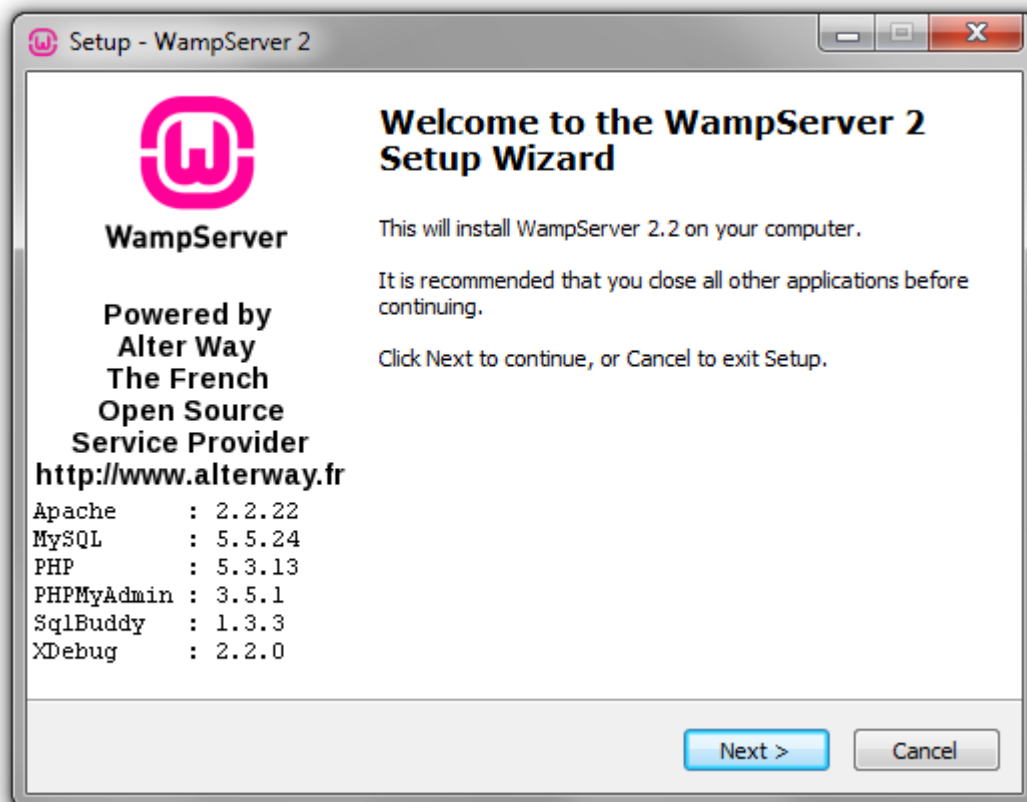 Setup - WampServer 2
WampServer
Powered by
Alter Way
The French
Open Source
Service Provider
http://www.alterway.fr
Apache : 2.2.22
MySQL : 5.5.24
PHP : 5.3.13
PHPMyAdmin : 3.5.1
SqlBuddy : 1.3.3
XDebug : 2.2.0
Welcome to the WampServer 2
Setup Wizard
This will install WampServer 2.2 on your computer.
It is recommended that you close all other applications before
continuing.
Click Next to continue, or Cancel to exit Setup.
Next >
Cancel